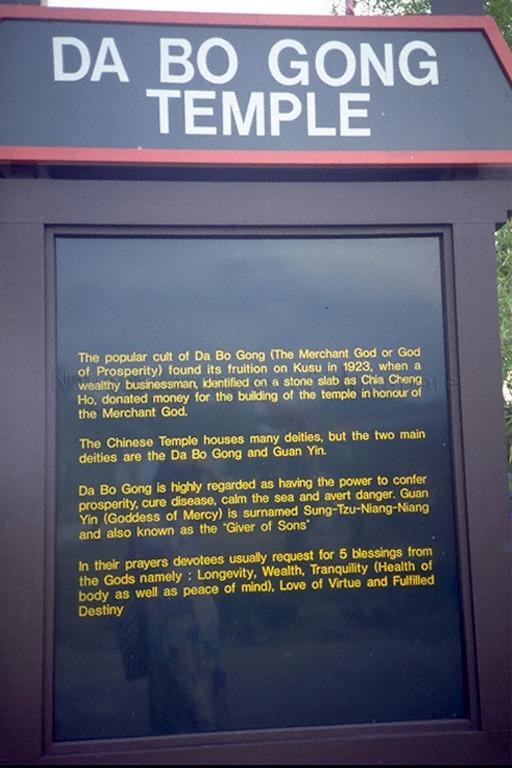 DA BO GONG
TEMPLE
The popular cult of Da Bo Gong (The Merchant God or God
of Prosperity) found its fruition on Kusu in 1923, when a
wealthy businessman, identified on a stone slab as Chia Cheng
Ho, donated money for the building of the temple in honour of
the Merchant God.
The Chinese Temple houses many deities, but the two main
deities are the Da Bo Gong and Guan Yin.
Da Bo Gong is highly regarded as having the power to confer
prosperity, cure disease, calm the sea and avert danger. Guan
Yin (Goddess of Mercy) is surnamed Sung-Tzu-Niang-Niang
and also known as the "Giver of Sons"
In their prayers devotees usually request for 5 blessings from
the Gods namely : Longevity, Wealth, Tranquility (Health of
body as well as peace of mind), Love of Virtue and Fulfilled
Destiny